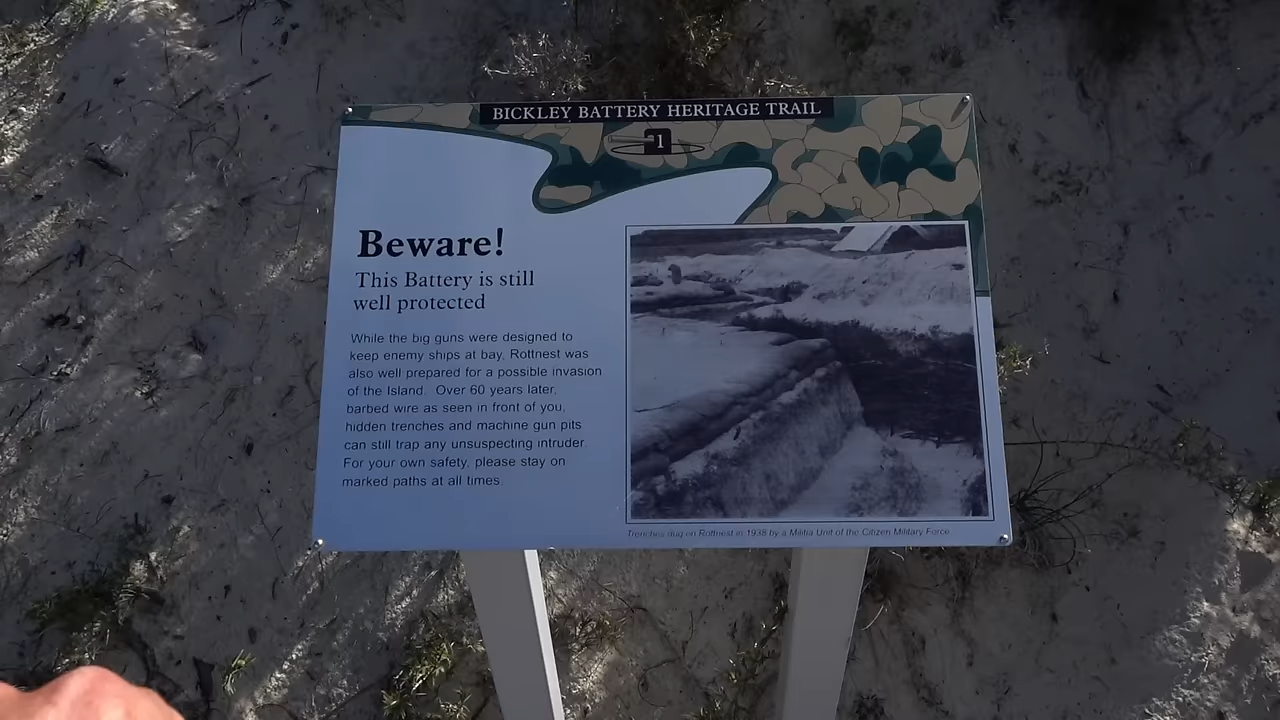 BICKLEY BATTERY HERITAGE TRAIL
1
Beware!
This Battery is still
well protected
While the big guns were designed to
keep enemy ships at bay, Rottnest was
also well prepared for a possible invasion
of the Island. Over 60 years later,
barbed wire as seen in front of you,
hidden trenches and machine gun pits
can still trap any unsuspecting intruder.
For your own safety, please stay on
marked paths at all times.
Trenches dug on Rottnest in 1938 by a Militia Unit of the Citizen Military Force.